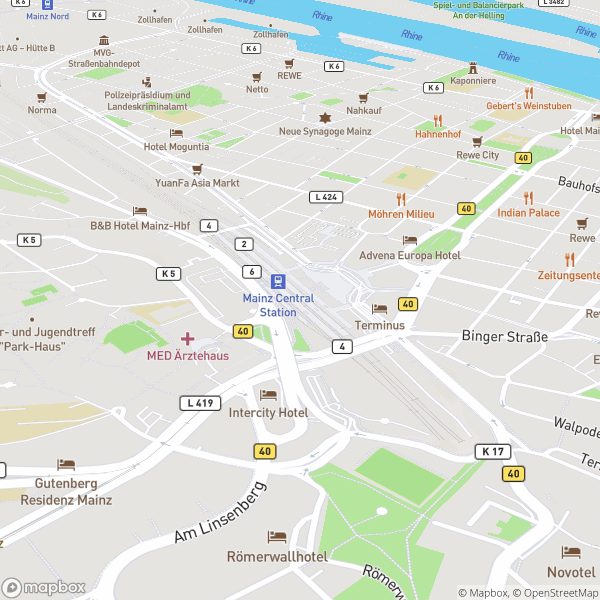 Mainz Nord
Zollhafen
Zollhafen
Zollhafen
Rhine
Spiel- und Balancierpark
An der Helling
L 3482
K 6
K 6
Rhine
Rhine
AG – Hütte B
MVG-
Straßenbahndepot
K 6
REWE
K 6
Kaponniere
K 6
Netto
Polizeipräsidium und
Landeskriminalamt
Norma
Nahkauf
Gebert's Weinstuben
Neue Synagoge Mainz
Hahnenhof
Hotel Mai
Hotel Moguntia
Rewe City
40
YuanFa Asia Markt
Bauhofs
L 424
Indian Palace
Möhren Milieu
40
B&B Hotel Mainz-Hbf
4
Rewe
K 5
2
Advena Europa Hotel
K 5
6
Zeitungsente
Mainz Central
Station
40
Terminus
r- und Jugendtreff
"Park-Haus"
40
Binger Straße
4
MED Ärztehaus
L 419
Intercity Hotel
Walpode
40
K 17
Ter
40
Gutenberg
Residenz Mainz
Am Linsenberg
Römerwallhotel
Römerw
Novotel
mapbox
© Mapbox, © OpenStreetMap